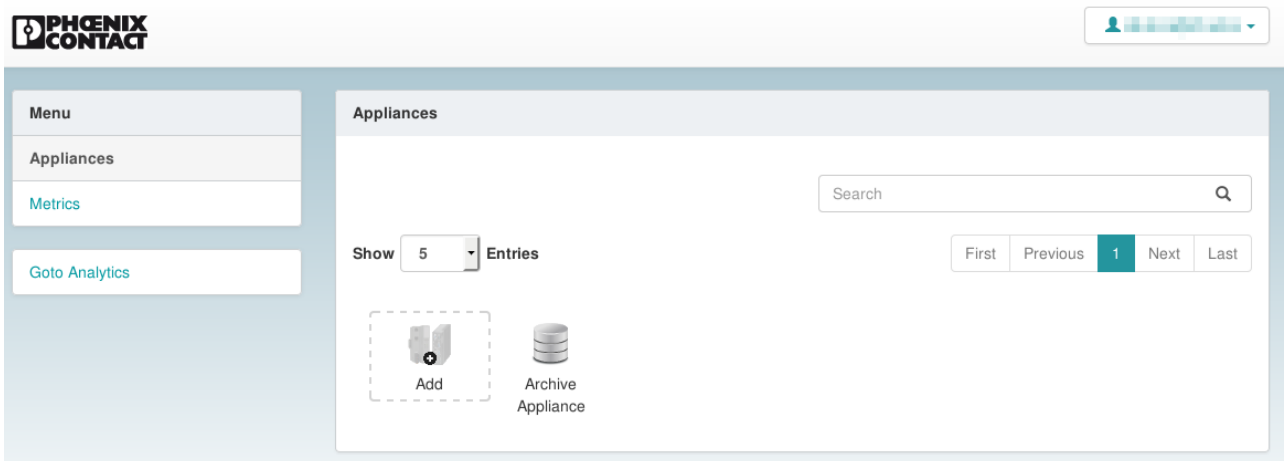 PHŒNIX
CONTACT
Menu
Appliances
Metrics
Goto Analytics
Appliances
Search
Show 5 Entries
First Previous 1 Next Last
Add
Archive
Appliance